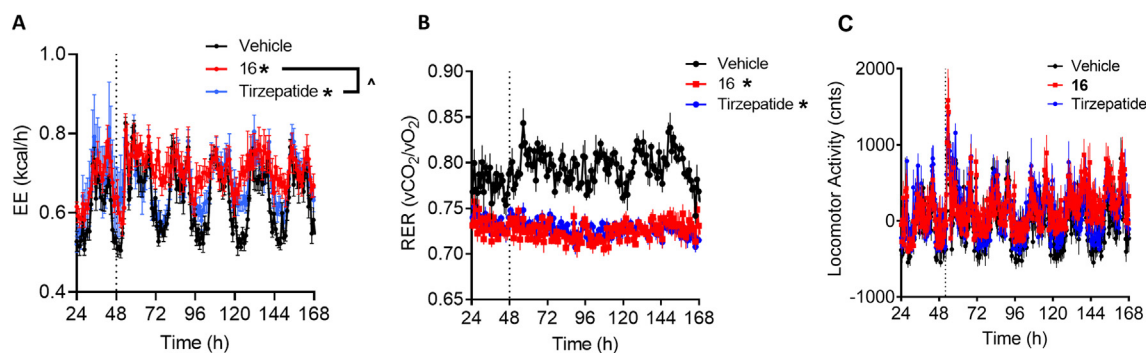 A
Vehicle
16*
Tirzepatide*
^
1.0
0.8
0.6
0.4
EE (kcal/h)
24 48 72 96 120 144 168
Time (h)
B
Vehicle
16 *
Tirzepatide *
0.90
0.85
0.80
0.75
0.70
0.65
RER (vCO₂/vO₂)
24 48 72 96 120 144 168
Time (h)
C
Vehicle
16
Tirzepatide
2000
1000
0
-1000
Locomotor Activity (cnts)
24 48 72 96 120 144 168
Time (h)